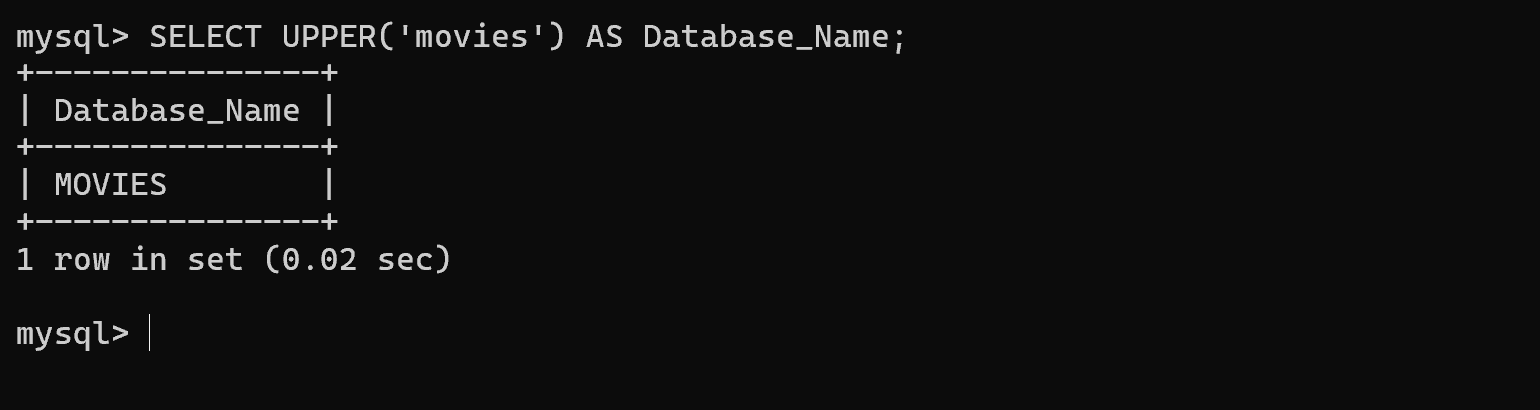 mysql> SELECT UPPER('movies') AS Database_Name;
+---------------+
| Database_Name |
+---------------+
| MOVIES        |
+---------------+
1 row in set (0.02 sec)
mysql>